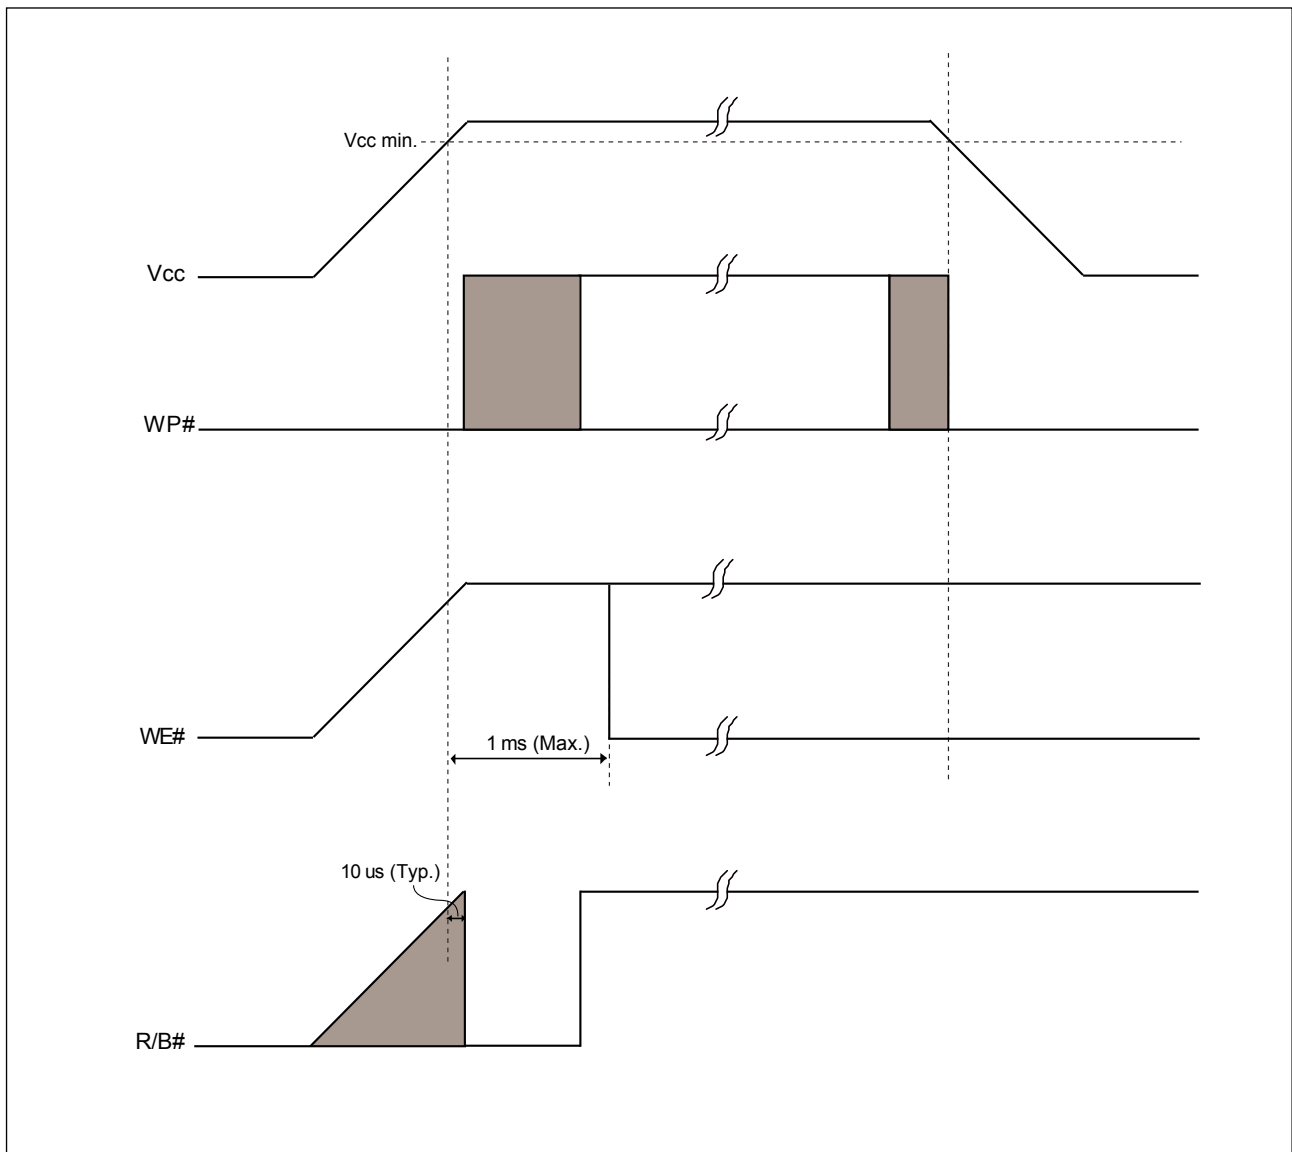 Vcc min.
Vcc
WP#
WE#
1 ms (Max.)
10 us (Typ.)
R/B#